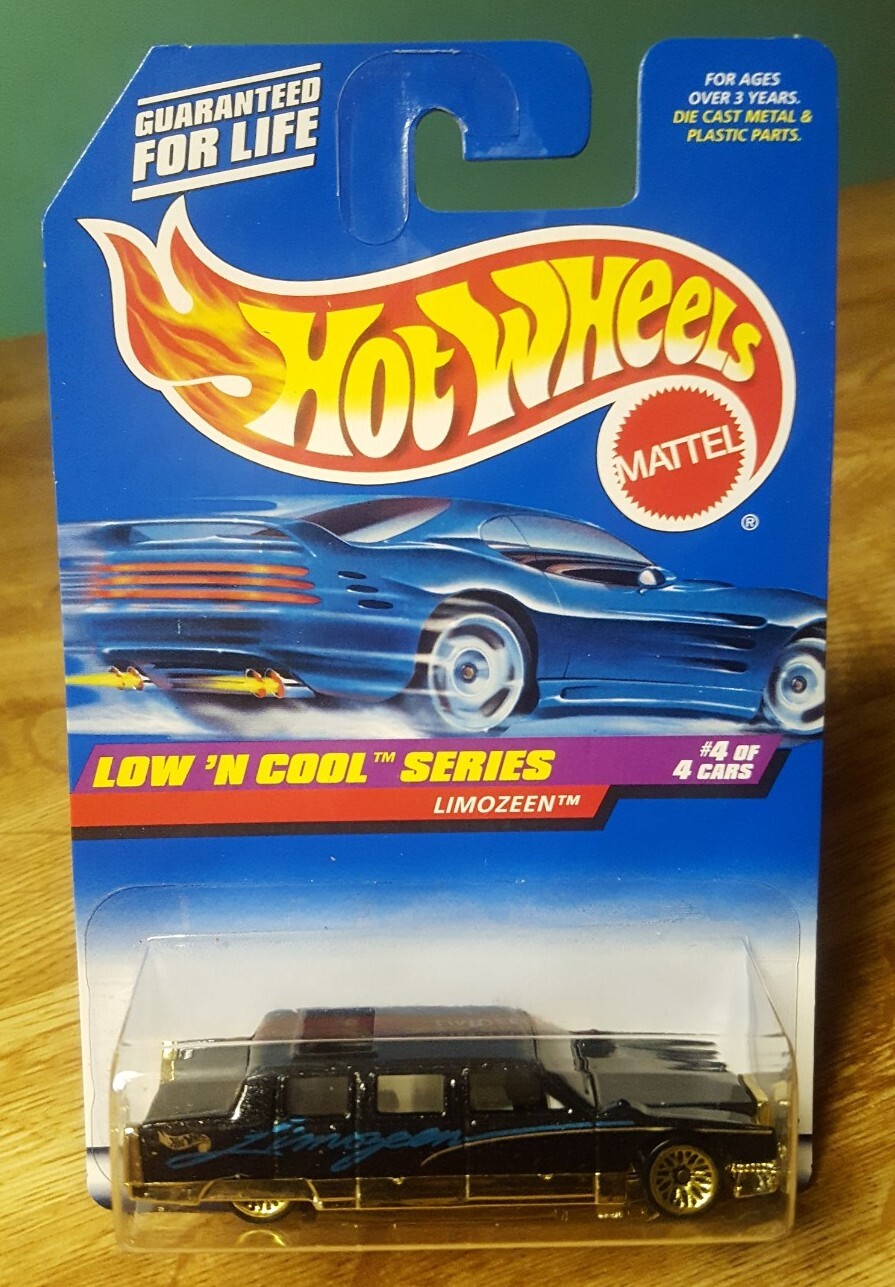 GUARANTEED
FOR LIFE
FOR AGES
OVER 3 YEARS.
DIE CAST METAL &
PLASTIC PARTS.
HOT WHEELS
MATTEL
®
LOW 'N COOL™ SERIES
#4 OF
4 CARS
LIMOZEEN™
Limozeen